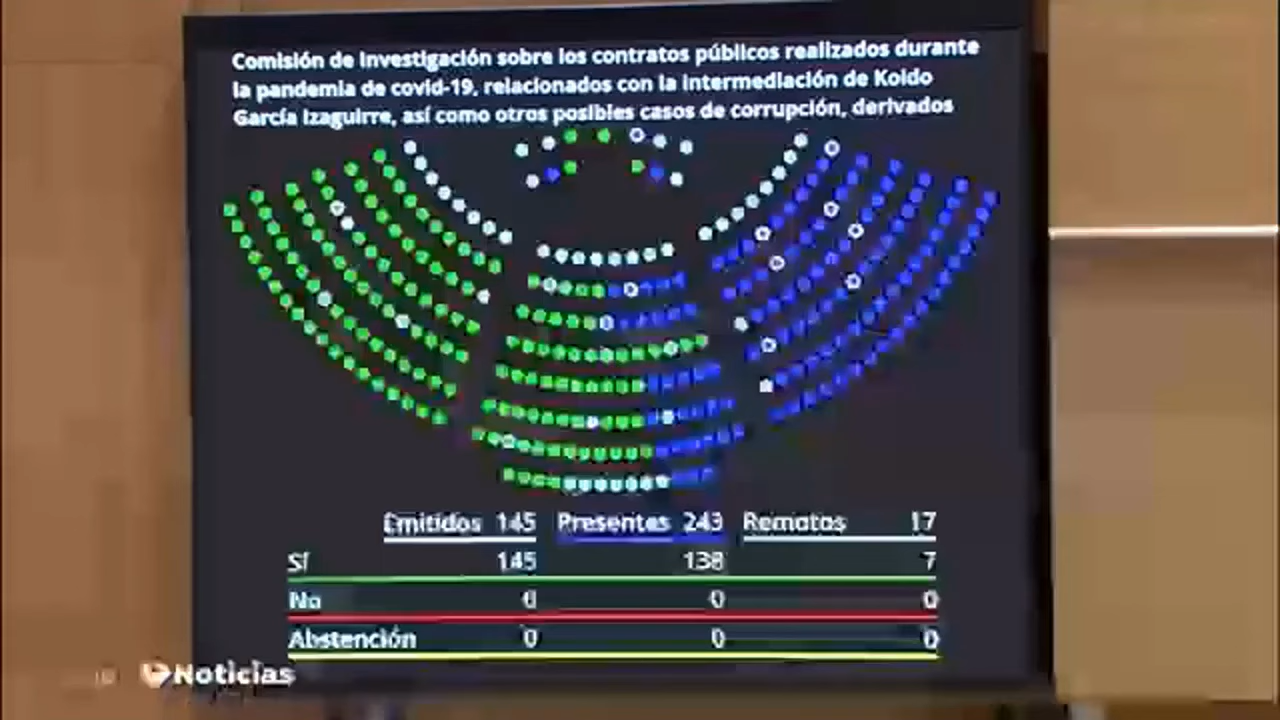 Comisión de investigación sobre los contratos públicos realizados durante
la pandemia de covid-19, relacionados con la intermediación de Koldo
García Izaguirre, así como otros posibles casos de corrupción, derivados
Emitidos 145 Presentes 243 Remotos 17
Sí 145 138 7
No 0 0 0
Abstención 0 0 0
Noticias